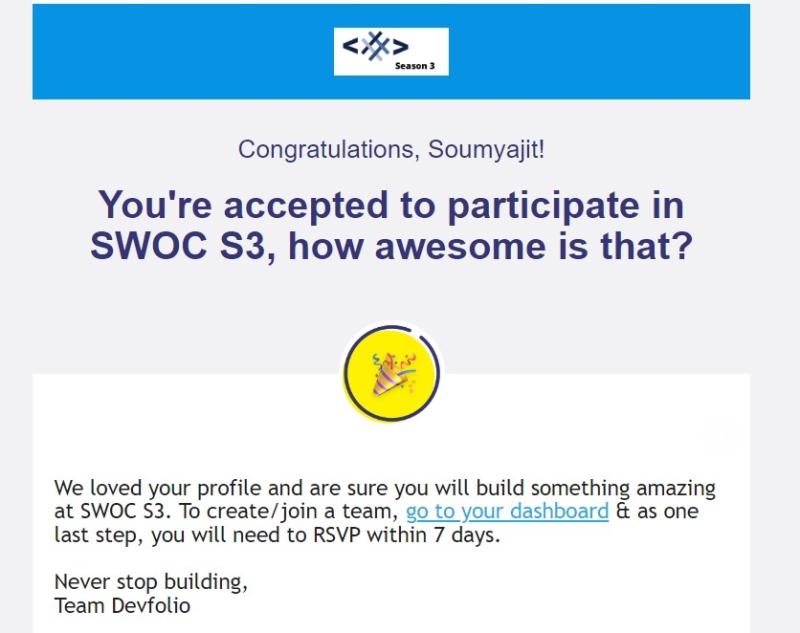 Season 3
Congratulations, Soumyajit!
You're accepted to participate in
SWOC S3, how awesome is that?
We loved your profile and are sure you will build something amazing
at SWOC S3. To create/join a team, go to your dashboard & as one
last step, you will need to RSVP within 7 days.
Never stop building,
Team Devfolio